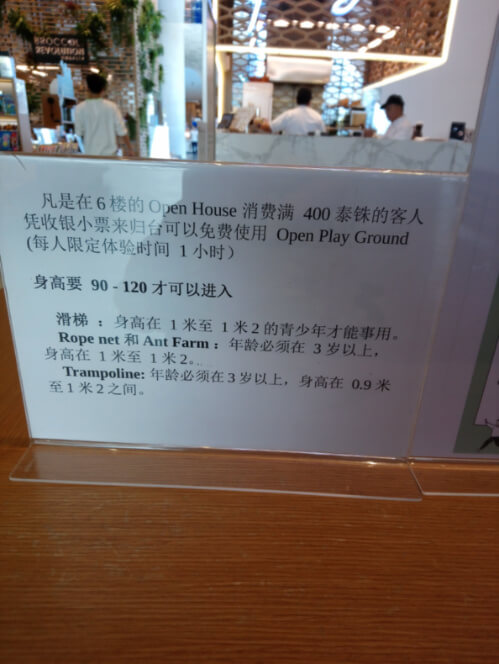 BROCCOLI
凡是在 6 楼的 Open House 消费满 400 泰铢的客人
凭收银小票来归台可以免费使用 Open Play Ground
(每人限定体验时间 1 小时）
身高要 90 - 120 才可以进入
滑梯 ：身高在 1 米至 1 米 2 的青少年才能事用。
Rope net 和 Ant Farm : 年龄必须在 3 岁以上，
身高在 1 米至 1 米 2。.
Trampoline: 年龄必须在 3 岁以上，身高在 0.9 米
至 1 米 2 之间。